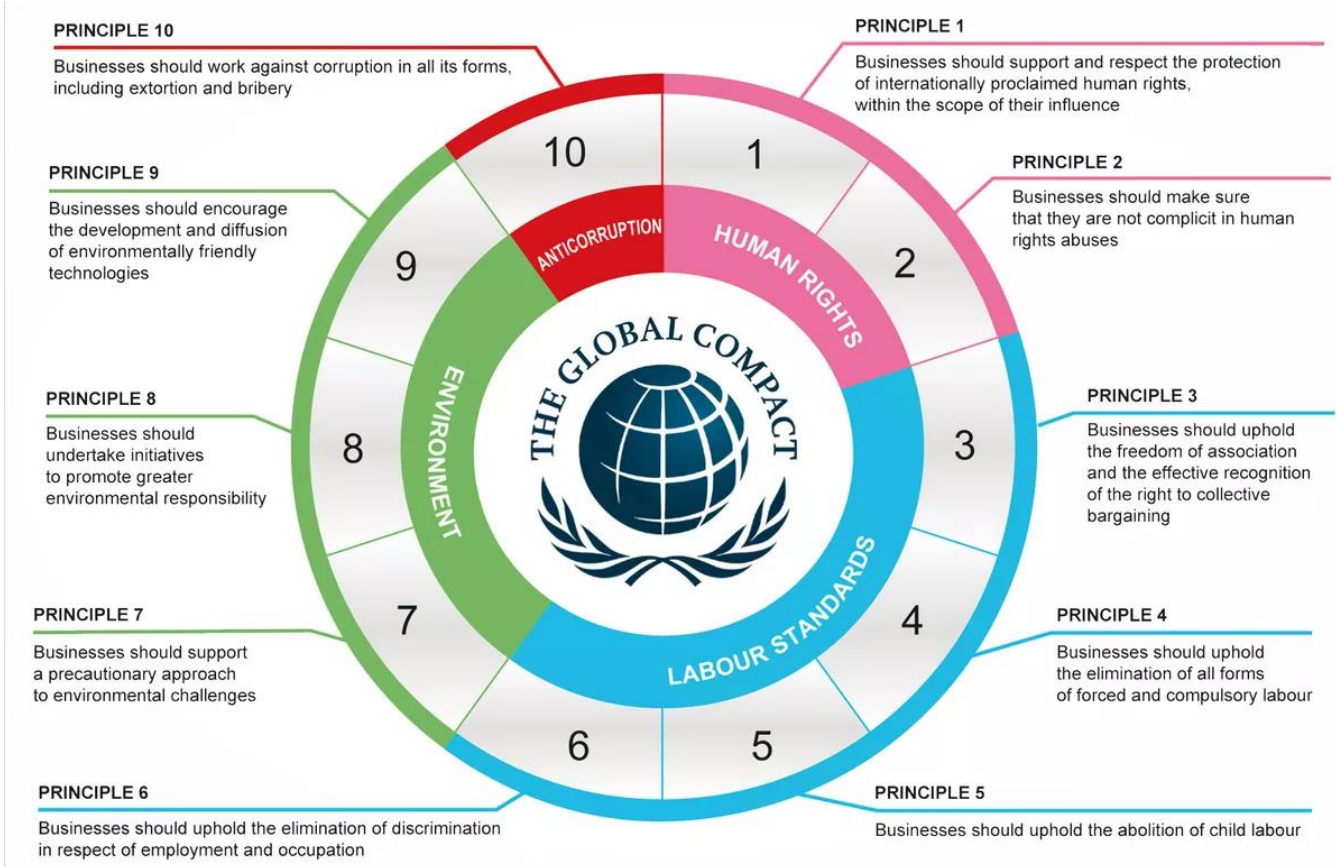 PRINCIPLE 10
Businesses should work against corruption in all its forms,
including extortion and bribery
PRINCIPLE 1
Businesses should support and respect the protection
of internationally proclaimed human rights,
within the scope of their influence
PRINCIPLE 9
Businesses should encourage
the development and diffusion
of environmentally friendly
technologies
PRINCIPLE 2
Businesses should make sure
that they are not complicit in human
rights abuses
PRINCIPLE 8
Businesses should
undertake initiatives
to promote greater
environmental responsibility
PRINCIPLE 3
Businesses should uphold
the freedom of association
and the effective recognition
of the right to collective
bargaining
PRINCIPLE 7
Businesses should support
a precautionary approach
to environmental challenges
PRINCIPLE 4
Businesses should uphold
the elimination of all forms
of forced and compulsory labour
PRINCIPLE 6
Businesses should uphold the elimination of discrimination
in respect of employment and occupation
PRINCIPLE 5
Businesses should uphold the abolition of child labour
10
1
9
2
8
3
7
4
6
5
ANTICORRUPTION
HUMAN RIGHTS
ENVIRONMENT
LABOUR STANDARDS
THE GLOBAL COMPACT